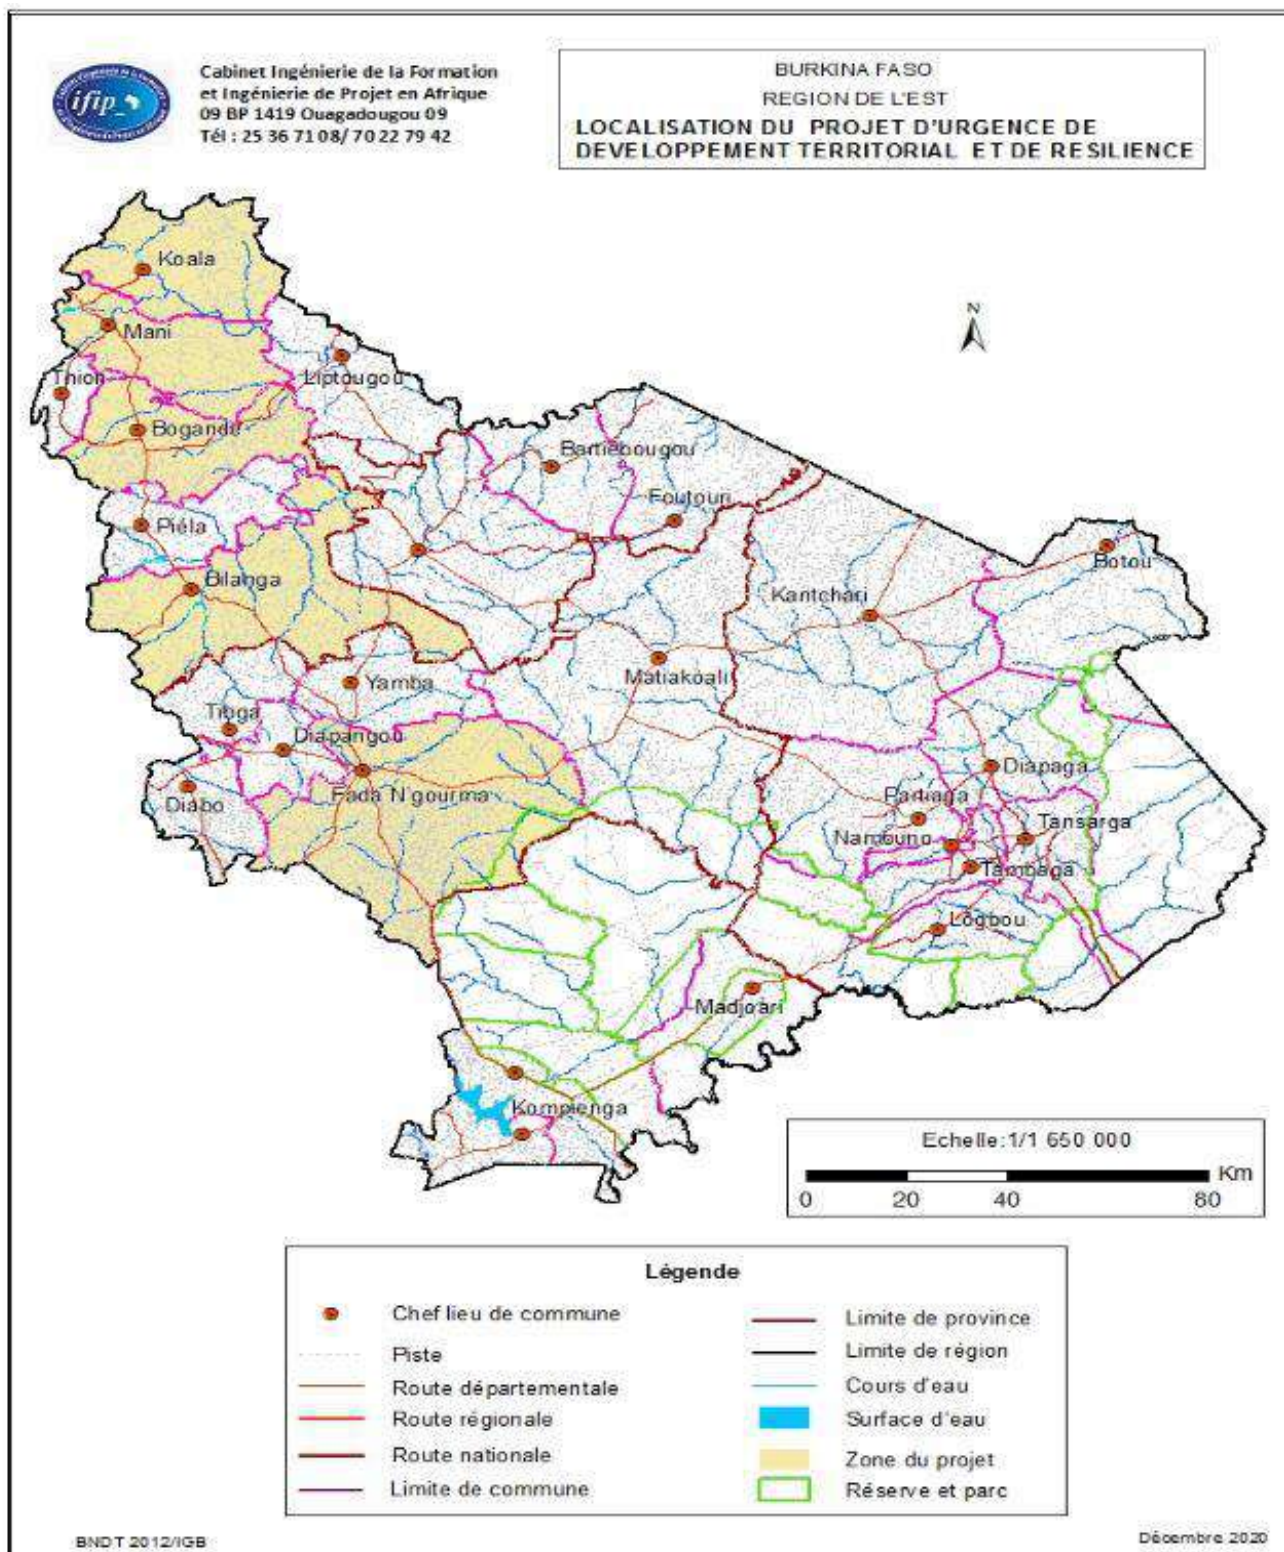 ifip_
Cabinet Ingénierie de la Formation
et Ingénierie de Projet en Afrique
09 BP 1419 Ouagadougou 09
Tél : 25 36 71 08/ 70 22 79 42
BURKINA FASO
REGION DE L'EST
LOCALISATION DU PROJET D'URGENCE DE
DEVELOPPEMENT TERRITORIAL ET DE RESILIENCE
N
Koala
Mani
Thion
Liptougou
Bogande
Bartiebougou
Foutouri
Piéla
Botou
Bilanga
Kantchari
Matiakoali
Yamba
Tibga
Diapangou
Diapaga
Fada N'gourma
Diabo
Partiaga
Tansarga
Namouno
Tambaga
Logbou
Madjoari
Kompienga
Echelle:1/1 650 000
Km
0 20 40 80
Légende
Chef lieu de commune
Piste
Route départementale
Route régionale
Route nationale
Limite de commune
Limite de province
Limite de région
Cours d'eau
Surface d'eau
Zone du projet
Réserve et parc
BNDT 2012/IGB
Décembre 2020